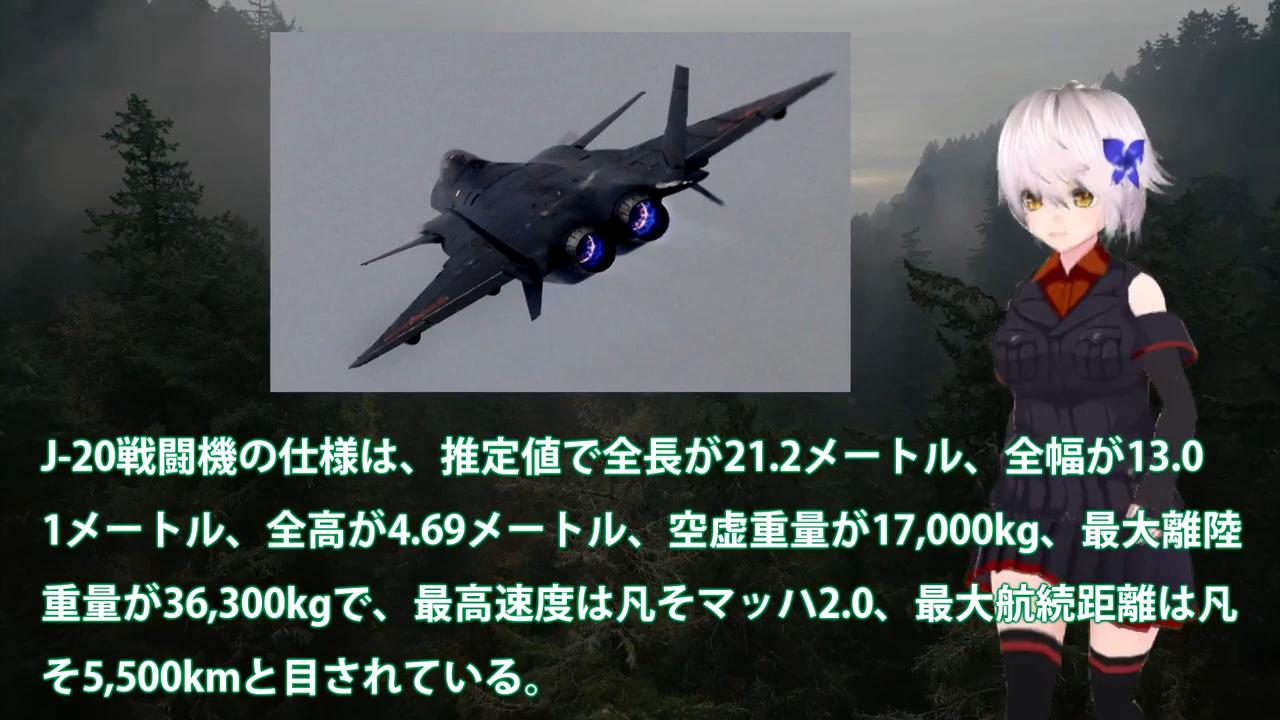 J-20戦闘機の仕様は、推定値で全長が21.2メートル、全幅が13.0
1メートル、全高が4.69メートル、空虚重量が17,000kg、最大離陸
重量が36,300kgで、最高速度は凡そマッハ2.0、最大航続距離は凡
そ5,500kmと目されている。